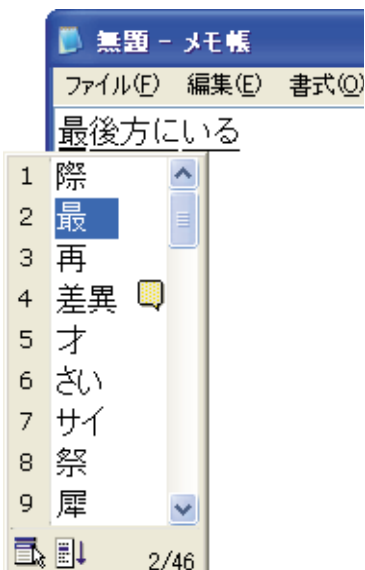 無題 - メモ帳
ファイル(F) 編集(E) 書式(O)
最後方にいる
1 際
2 最
3 再
4 差異
5 才
6 さい
7 サイ
8 祭
9 犀
2/46